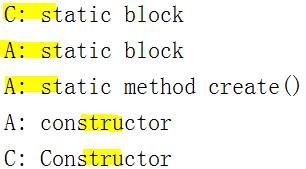 C: static block
A: static block
A: static method create()
A: constructor
C: Constructor